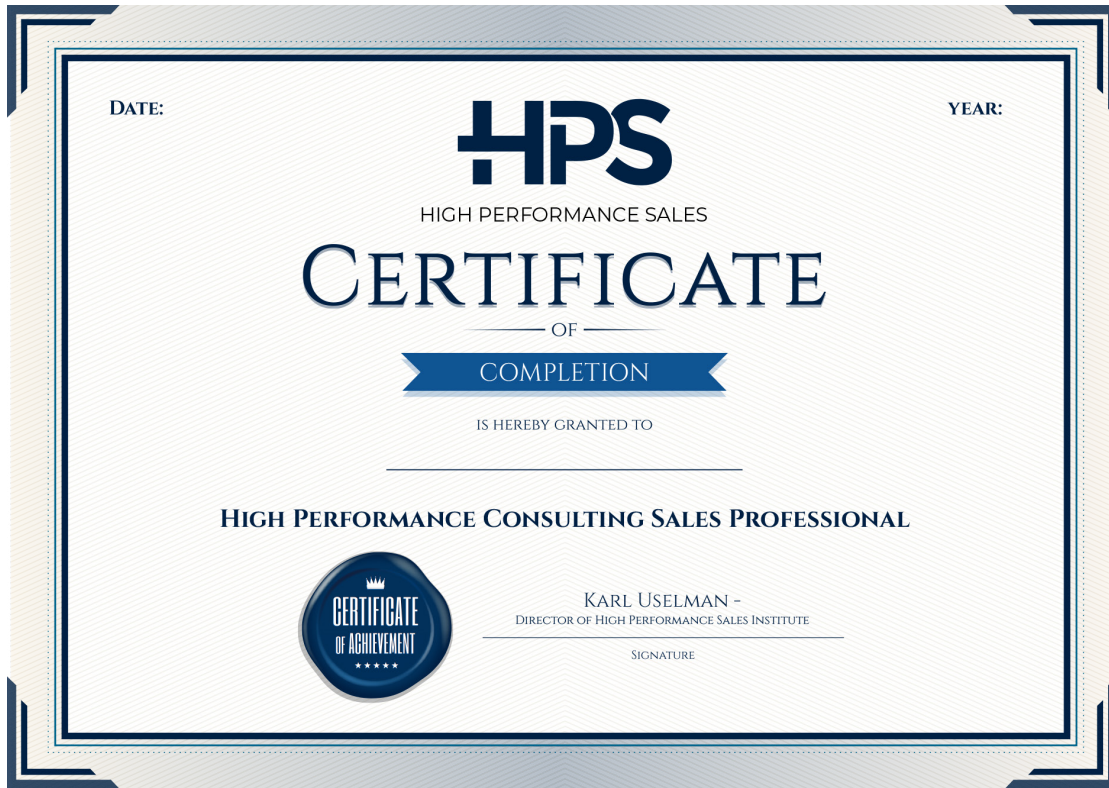 DATE:
YEAR:
HPS
HIGH PERFORMANCE SALES
CERTIFICATE
OF
COMPLETION
IS HEREBY GRANTED TO
HIGH PERFORMANCE CONSULTING SALES PROFESSIONAL
CERTIFICATE
OF ACHIEVEMENT
KARL USELMAN -
DIRECTOR OF HIGH PERFORMANCE SALES INSTITUTE
SIGNATURE